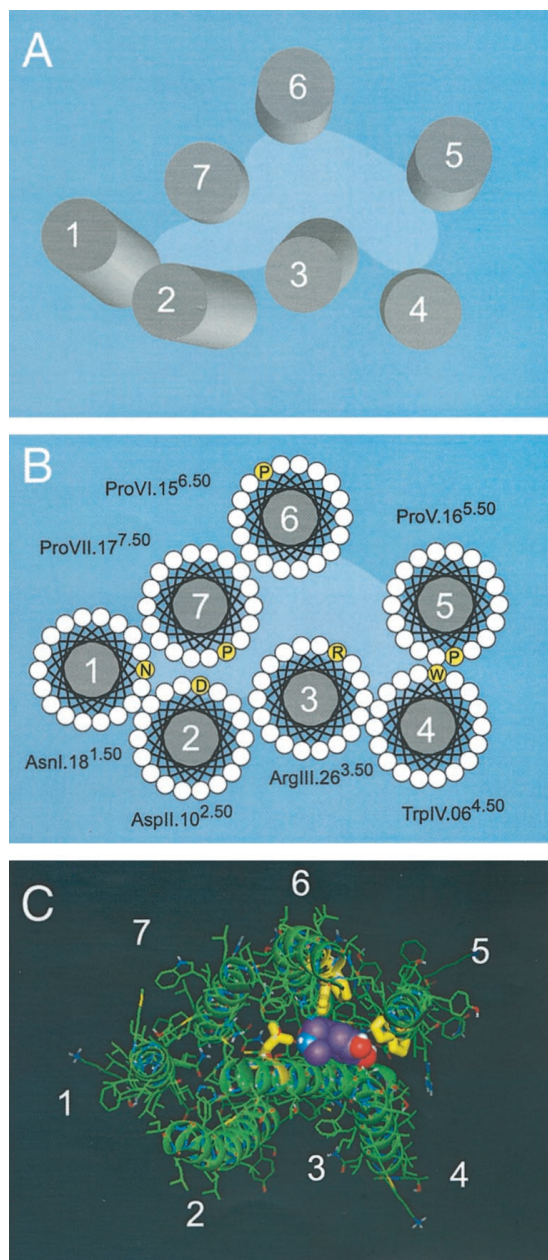 A
6
5
7
1
3
2
4
B
ProVI.15^6.50
P
6
ProV.16^5.50
ProVII.17^7.50
7
5
1
N
P
R
P
W
D
3
2
4
AsnI.18^1.50
ArgIII.26^3.50
AspII.10^2.50
TrpIV.06^4.50
C
6
7
5
1
3
4
2